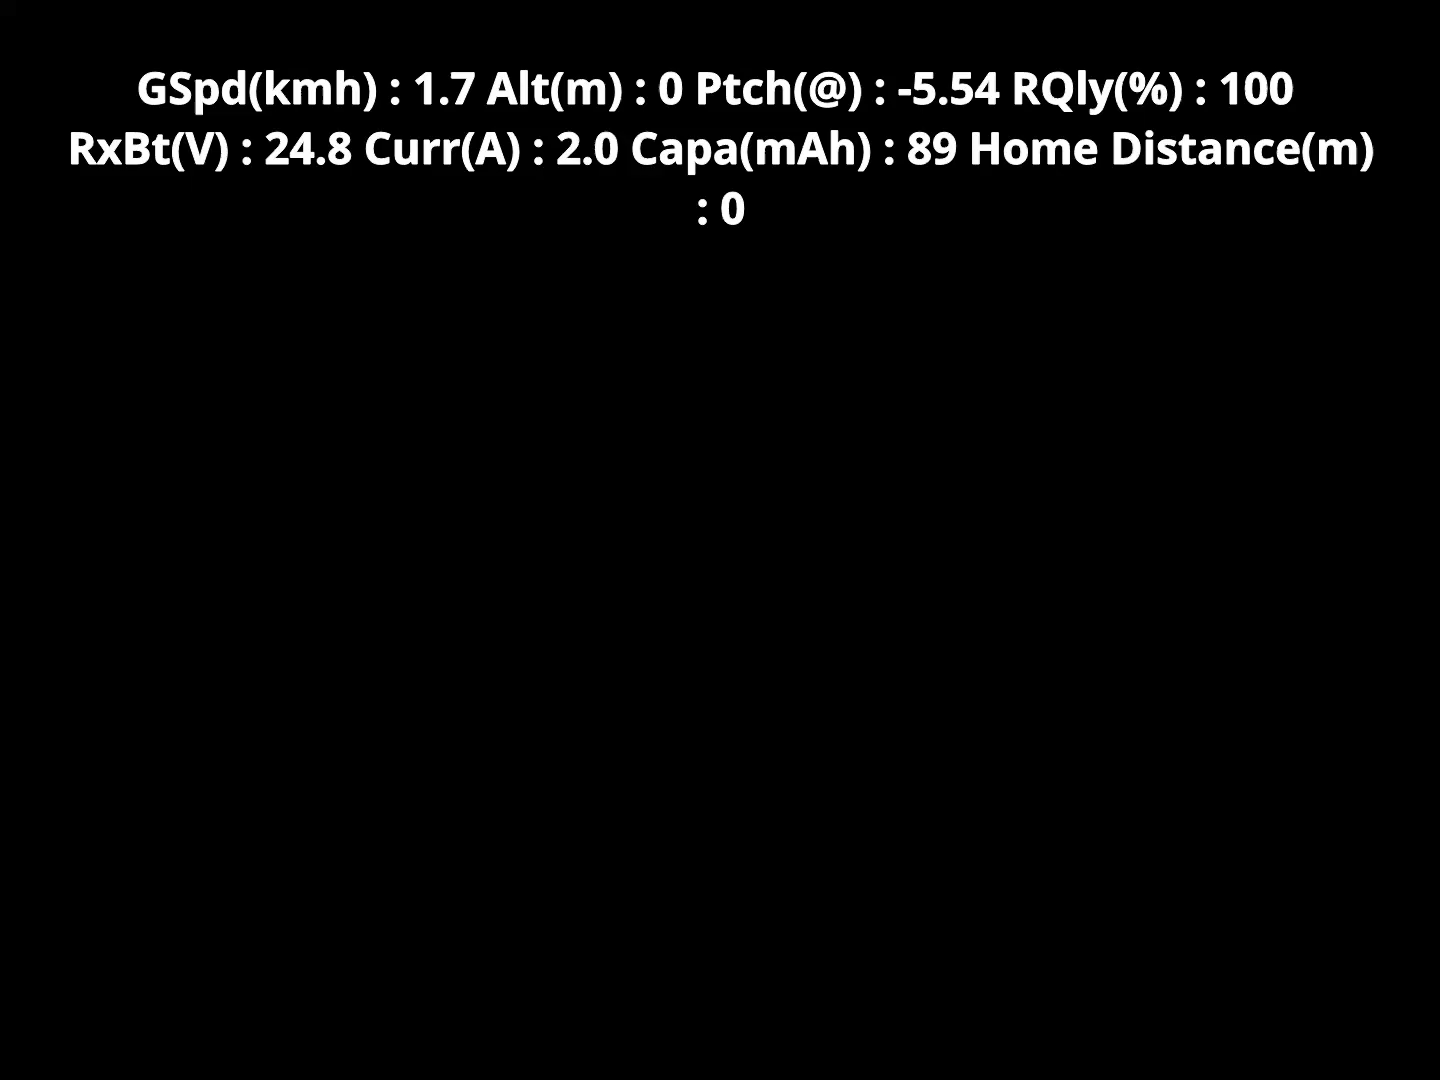 GSpd(kmh) : 1.7 Alt(m) : 0 Ptch(@) : -5.54 RQly(%) : 100
RxBt(V) : 24.8 Curr(A) : 2.0 Capa(mAh) : 89 Home Distance(m)
: 0